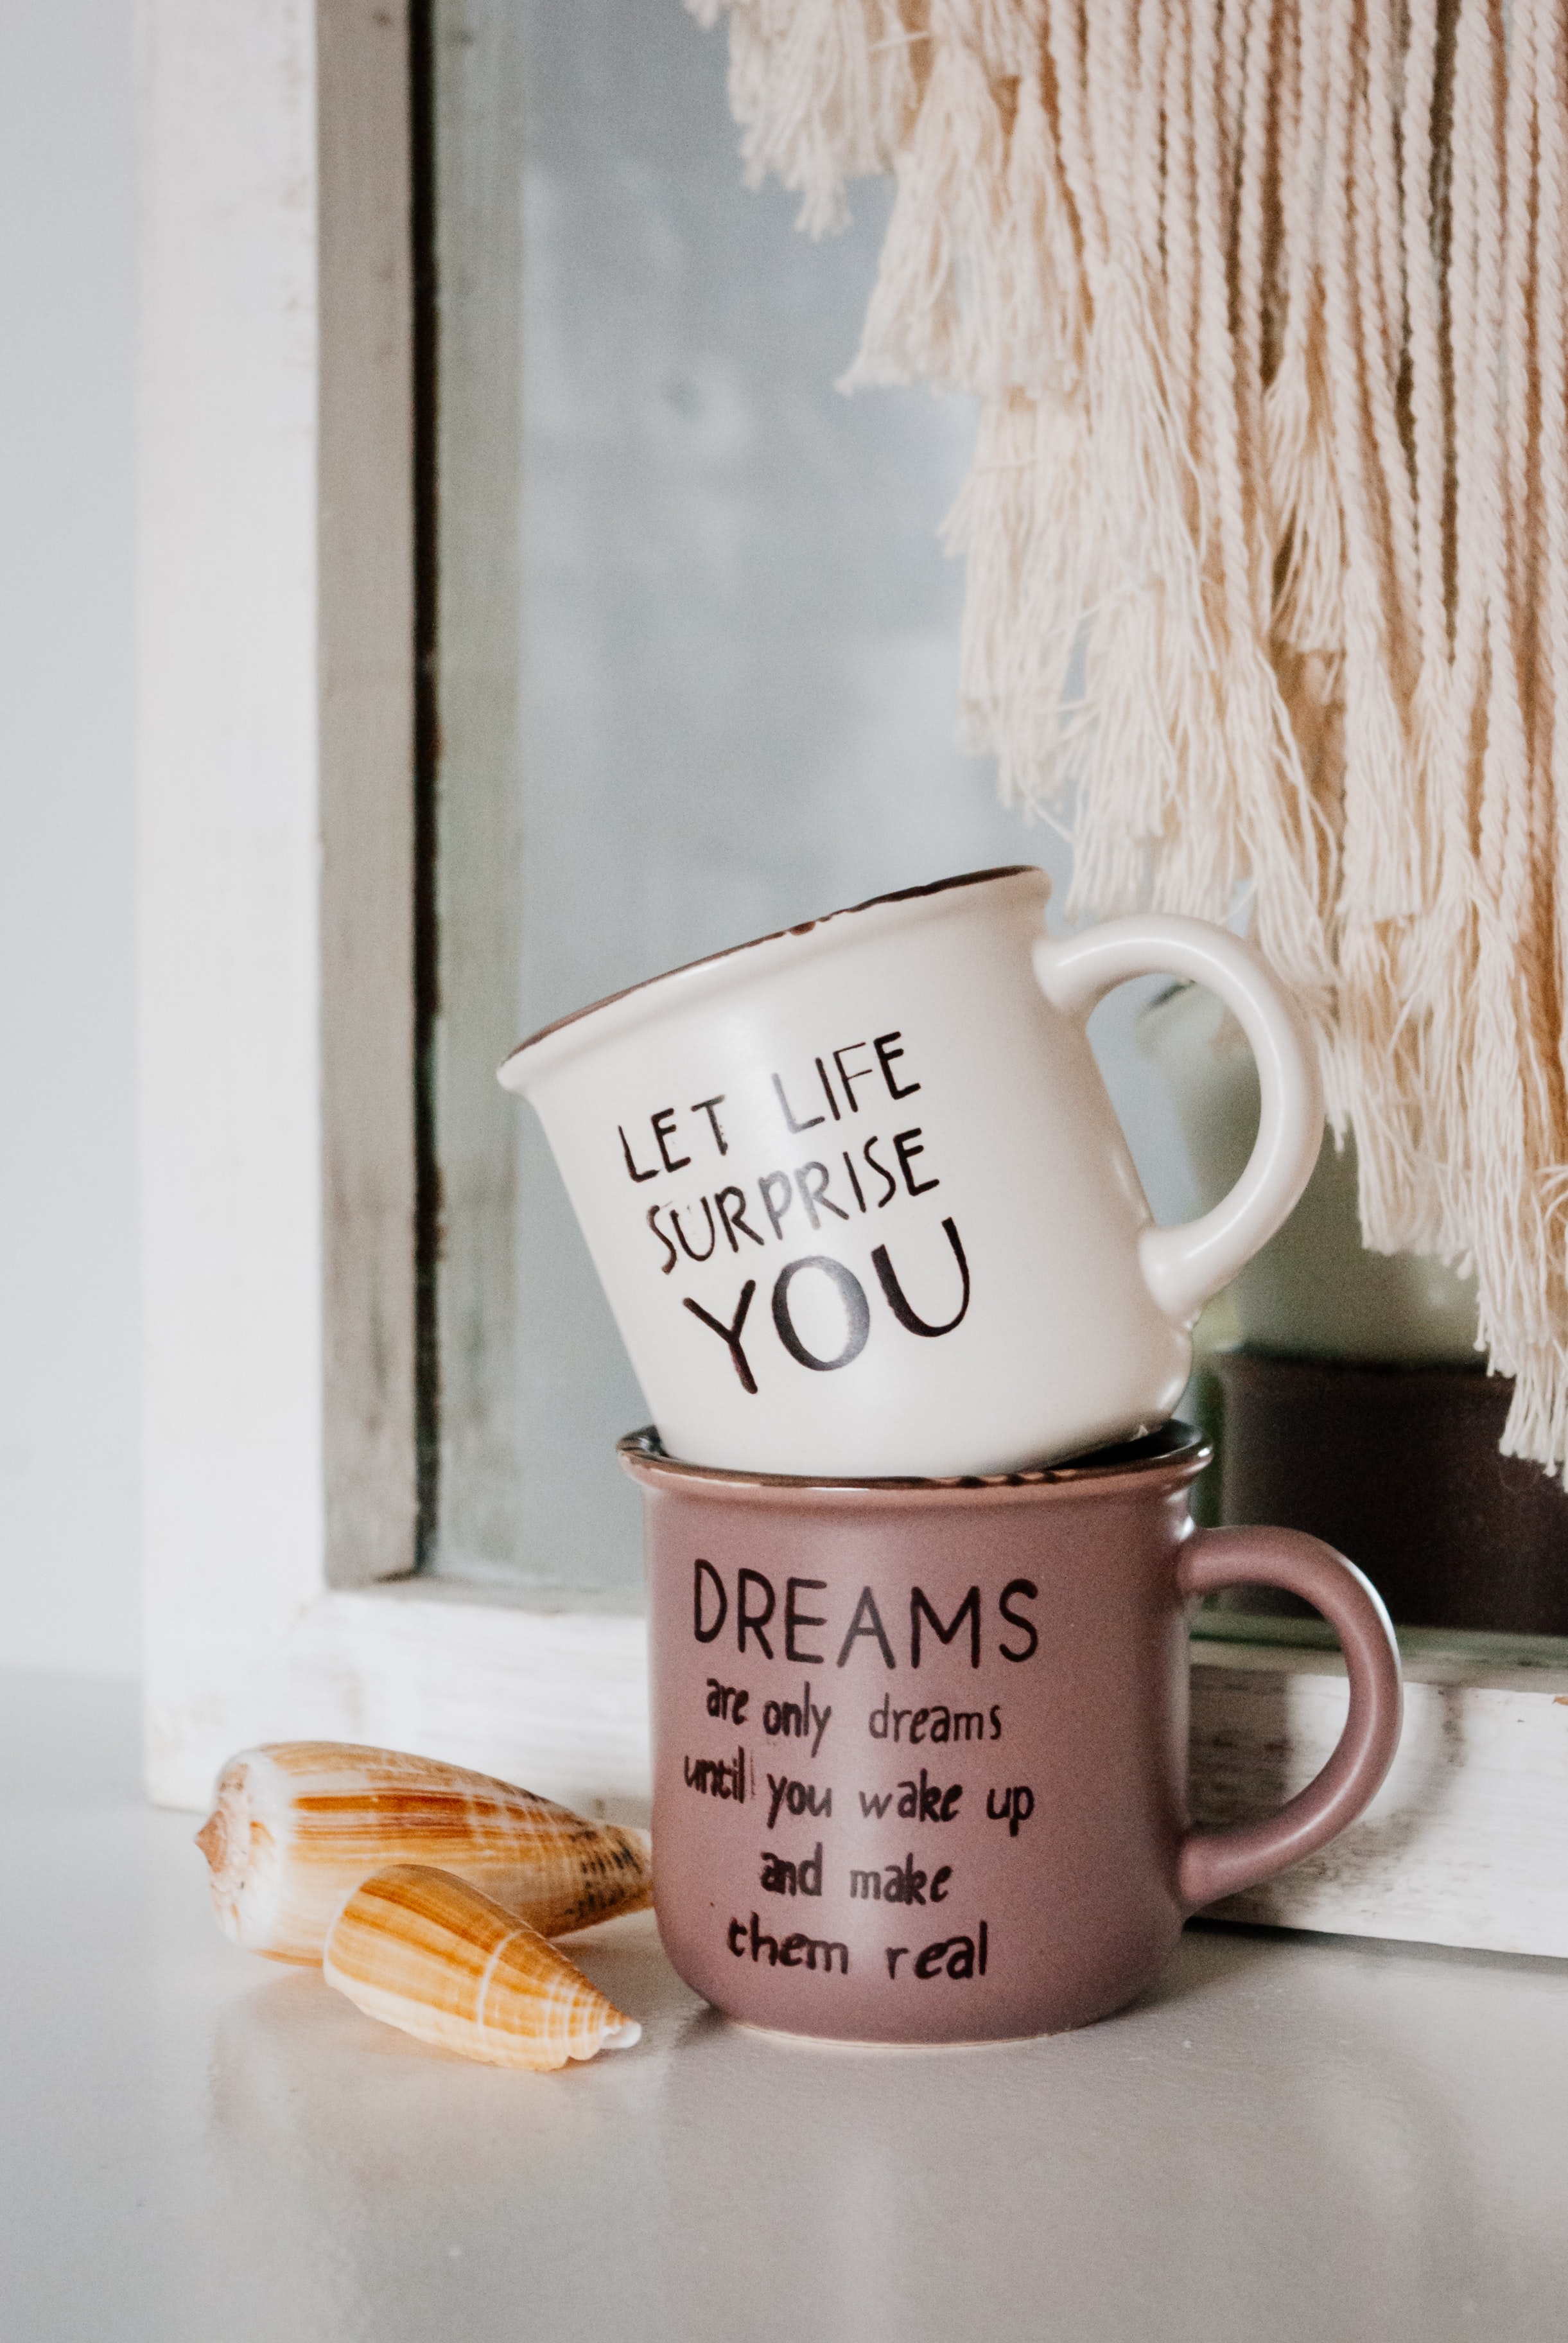 LET LIFE
SURPRISE
YOU
DREAMS
are only dreams
until you wake up
and make
them real